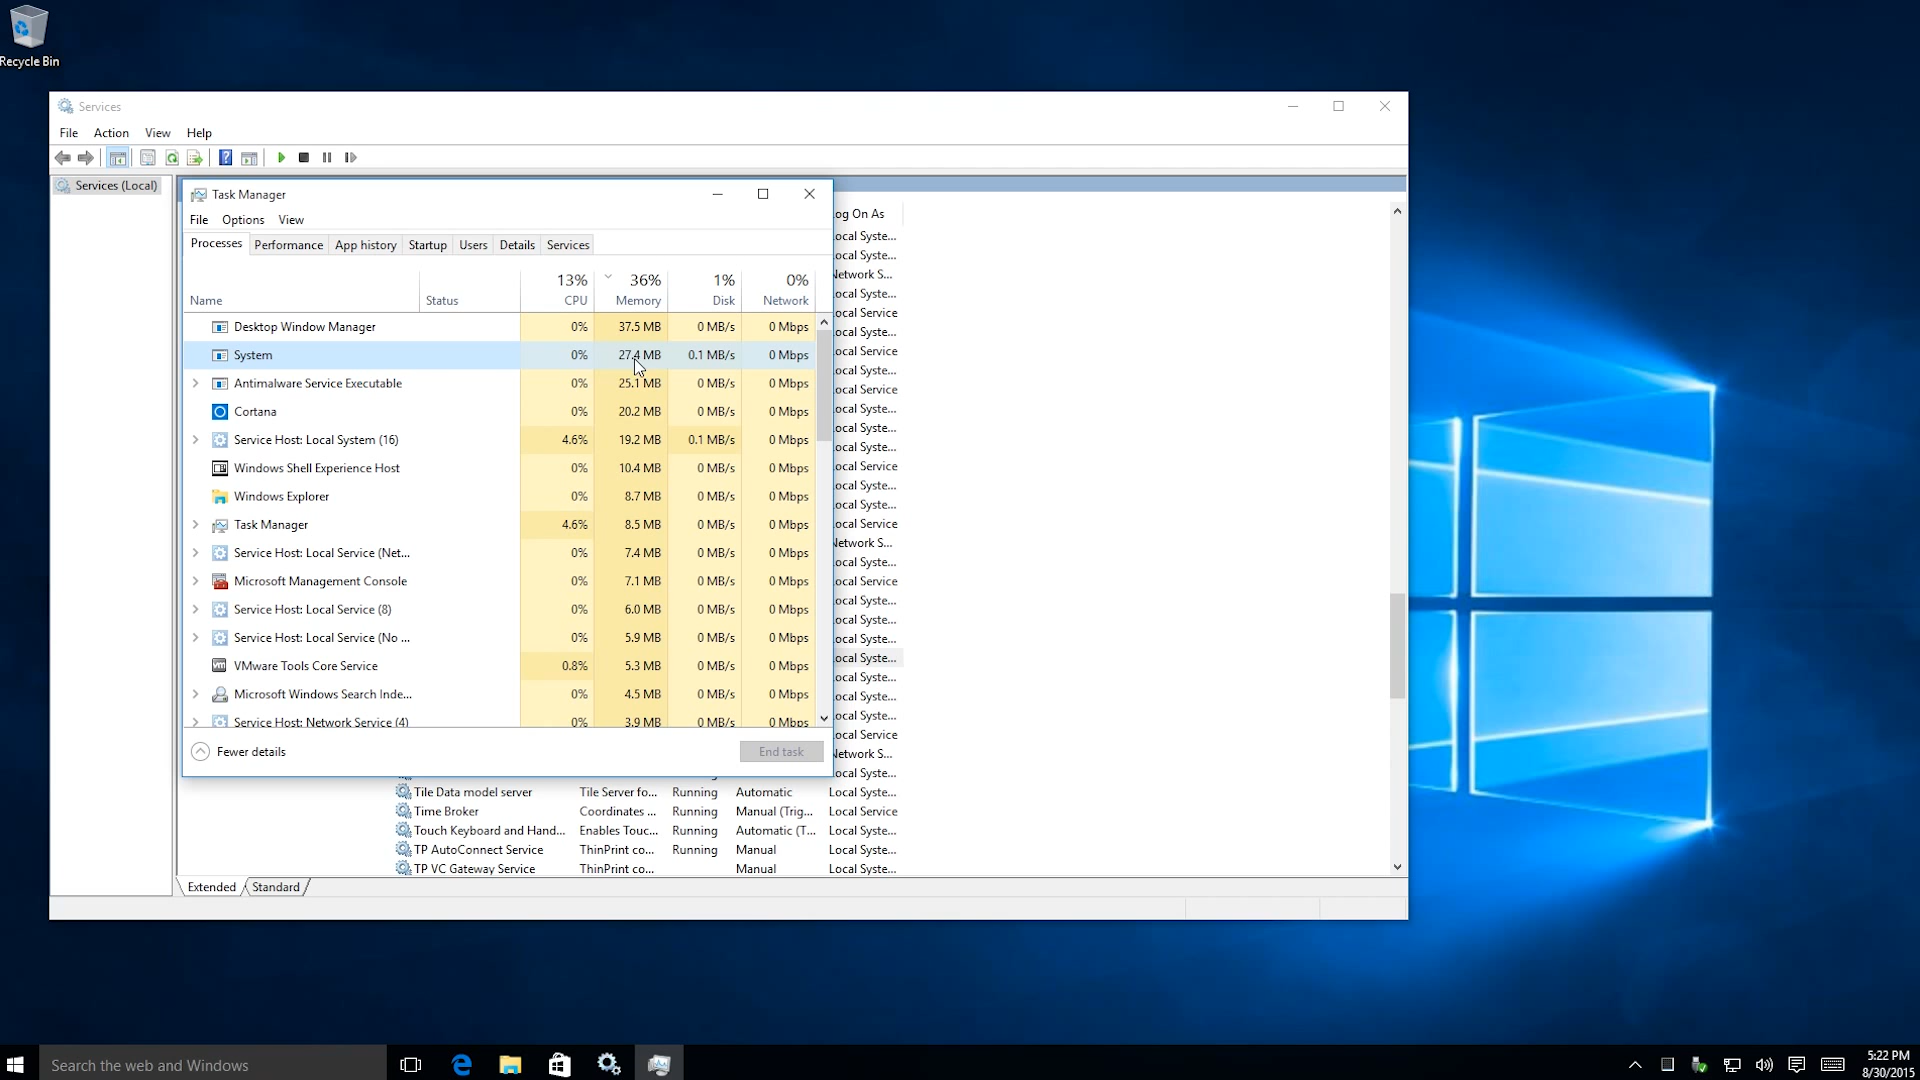 Recycle Bin
Services
File Action View Help
Services (Local)
Task Manager
File Options View
Processes Performance App history Startup Users Details Services
13% 36% 1% 0%
Name Status CPU Memory Disk Network
Desktop Window Manager 0% 37.5 MB 0 MB/s 0 Mbps
System 0% 27.4 MB 0.1 MB/s 0 Mbps
Antimalware Service Executable 0% 25.1 MB 0 MB/s 0 Mbps
Cortana 0% 20.2 MB 0 MB/s 0 Mbps
Service Host: Local System (16) 4.6% 19.2 MB 0.1 MB/s 0 Mbps
Windows Shell Experience Host 0% 10.4 MB 0 MB/s 0 Mbps
Windows Explorer 0% 8.7 MB 0 MB/s 0 Mbps
Task Manager 4.6% 8.5 MB 0 MB/s 0 Mbps
Service Host: Local Service (Net... 0% 7.4 MB 0 MB/s 0 Mbps
Microsoft Management Console 0% 7.1 MB 0 MB/s 0 Mbps
Service Host: Local Service (8) 0% 6.0 MB 0 MB/s 0 Mbps
Service Host: Local Service (No ... 0% 5.9 MB 0 MB/s 0 Mbps
VMware Tools Core Service 0.8% 5.3 MB 0 MB/s 0 Mbps
Microsoft Windows Search Inde... 0% 4.5 MB 0 MB/s 0 Mbps
Service Host: Network Service (4) 0% 3.9 MB 0 MB/s 0 Mbps
Fewer details End task
og On As
ocal Syste...
ocal Syste...
Network S...
ocal Syste...
ocal Service
ocal Syste...
ocal Service
ocal Syste...
ocal Service
ocal Syste...
ocal Syste...
ocal Syste...
ocal Service
ocal Syste...
ocal Syste...
ocal Service
Network S...
ocal Syste...
ocal Service
ocal Syste...
ocal Syste...
ocal Syste...
ocal Syste...
ocal Syste...
ocal Syste...
ocal Syste...
ocal Service
Network S...
ocal Syste...
Tile Data model server Tile Server fo... Running Automatic Local Syste...
Time Broker Coordinates ... Running Manual (Trig... Local Service
Touch Keyboard and Hand... Enables Touc... Running Automatic (T... Local Syste...
TP AutoConnect Service ThinPrint co... Running Manual Local Syste...
TP VC Gateway Service ThinPrint co... Manual Local Syste...
Extended Standard
Search the web and Windows
5:22 PM
8/30/2015